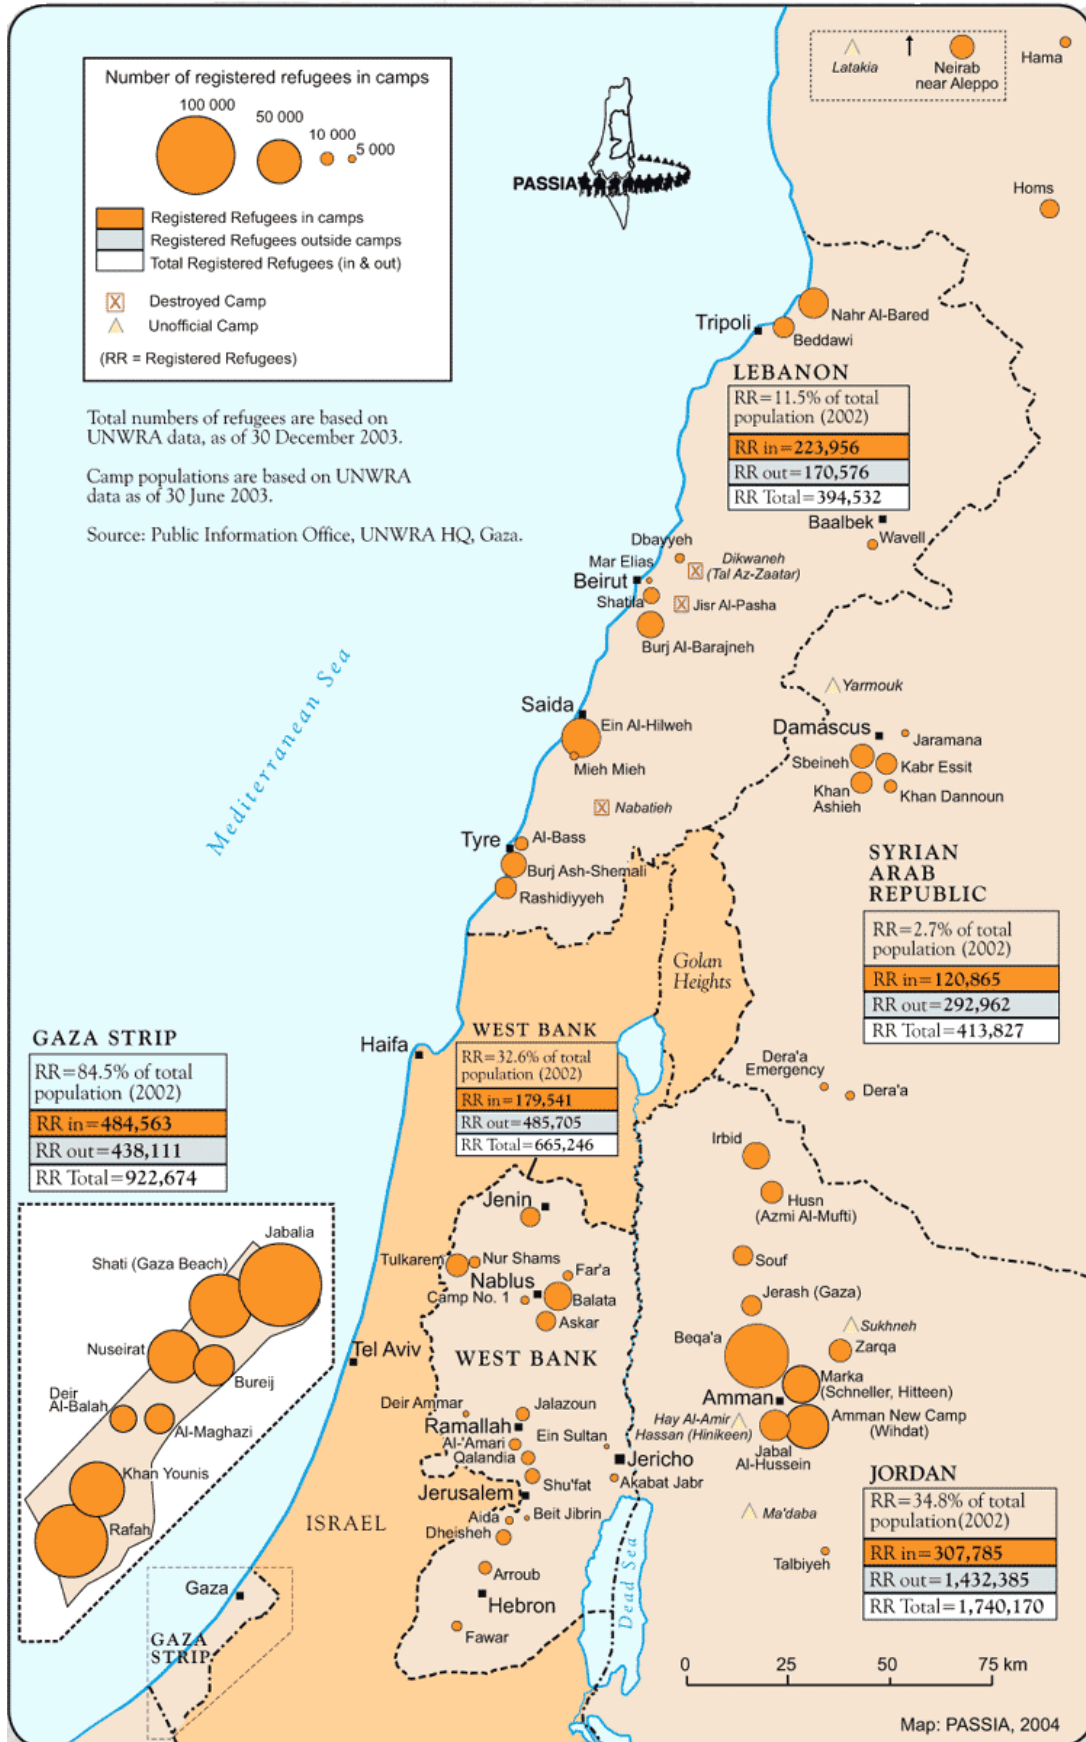 Number of registered refugees in camps
100 000
50 000
10 000
5 000
Registered Refugees in camps
Registered Refugees outside camps
Total Registered Refugees (in & out)
Destroyed Camp
Unofficial Camp
(RR = Registered Refugees)
Total numbers of refugees are based on
UNWRA data, as of 30 December 2003.
Camp populations are based on UNWRA
data as of 30 June 2003.
Source: Public Information Office, UNWRA HQ, Gaza.
PASSIA
Latakia
Neirab
near Aleppo
Hama
Homs
Nahr Al-Bared
Tripoli
Beddawi
LEBANON
RR=11.5% of total
population (2002)
RR in=223,956
RR out=170,576
RR Total=394,532
Baalbek
Wavell
Dbayyeh
Mar Elias
Dikwaneh
(Tal Az-Zaatar)
Beirut
Shatila
Jisr Al-Pasha
Burj Al-Barajneh
Mediterranean Sea
Yarmouk
Saida
Ein Al-Hilweh
Mieh Mieh
Damascus
Jaramana
Sbeineh
Kabr Essit
Khan
Ashieh
Khan Dannoun
Nabatieh
Tyre
Al-Bass
Burj Ash-Shemali
Rashidiyyeh
SYRIAN
ARAB
REPUBLIC
RR=2.7% of total
population (2002)
RR in=120,865
RR out=292,962
RR Total=413,827
Golan
Heights
Haifa
WEST BANK
RR=32.6% of total
population (2002)
RR in=179,541
RR out=485,705
RR Total=665,246
GAZA STRIP
RR=84.5% of total
population (2002)
RR in=484,563
RR out=438,111
RR Total=922,674
Dera'a
Emergency
Dera'a
Irbid
Husn
(Azmi Al-Mufti)
Souf
Jerash (Gaza)
Sukhneh
Beqa'a
Zarqa
Marka
(Schneller, Hitteen)
Amman
Hay Al-Amir
Hassan (Hinikeen)
Amman New Camp
(Wihdat)
Jabal
Al-Hussein
Jenin
Tulkarem
Nur Shams
Nablus
Far'a
Camp No. 1
Balata
Askar
WEST BANK
Tel Aviv
Deir Ammar
Jalazoun
Ramallah
Ein Sultan
Al-'Amari
Qalandia
Jericho
Shu'fat
Akabat Jabr
Jerusalem
Aida
Beit Jibrin
Dheisheh
ISRAEL
Arroub
Hebron
Fawar
Dead Sea
Jabalia
Shati (Gaza Beach)
Nuseirat
Bureij
Deir
Al-Balah
Al-Maghazi
Khan Younis
Rafah
Gaza
GAZA
STRIP
JORDAN
RR=34.8% of total
population(2002)
RR in=307,785
RR out=1,432,385
RR Total=1,740,170
Ma'daba
Talbiyeh
0 25 50 75 km
Map: PASSIA, 2004